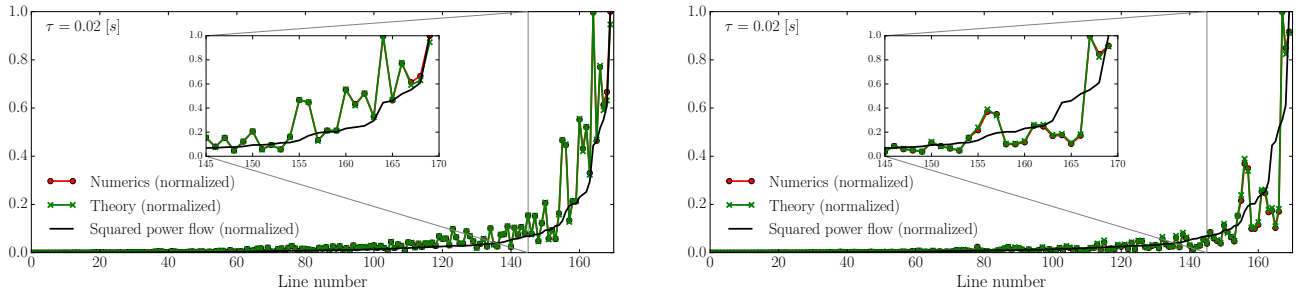 τ = 0.02 [s]
1.0
0.8
0.6
0.4
0.2
0.0
0 20 40 60 80 100 120 140 160
Line number
1.0
0.8
0.6
0.4
0.2
0.0
145 150 155 160 165 170
Numerics (normalized)
Theory (normalized)
Squared power flow (normalized)
τ = 0.02 [s]
1.0
0.8
0.6
0.4
0.2
0.0
0 20 40 60 80 100 120 140 160
Line number
1.0
0.8
0.6
0.4
0.2
0.0
145 150 155 160 165 170
Numerics (normalized)
Theory (normalized)
Squared power flow (normalized)